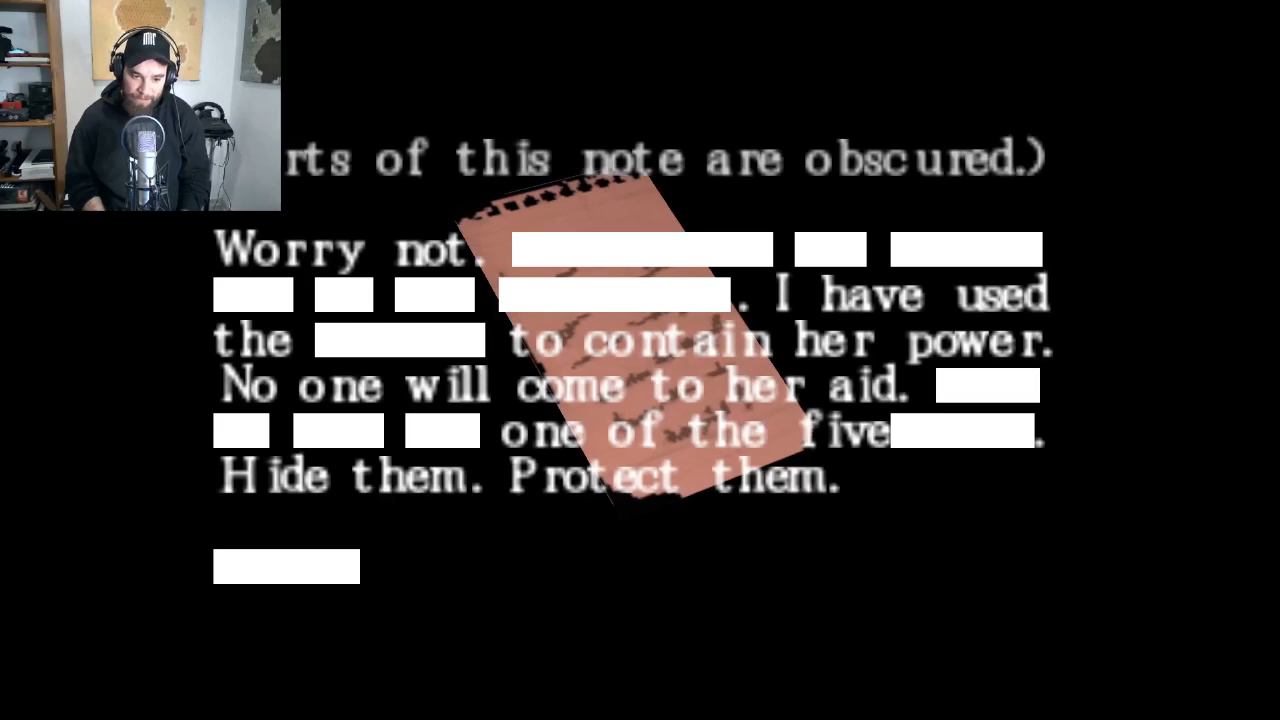 rts of this note are obscured.)
Worry not.
. I have used
the to contain her power.
No one will come to her aid.
one of the five .
Hide them. Protect them.